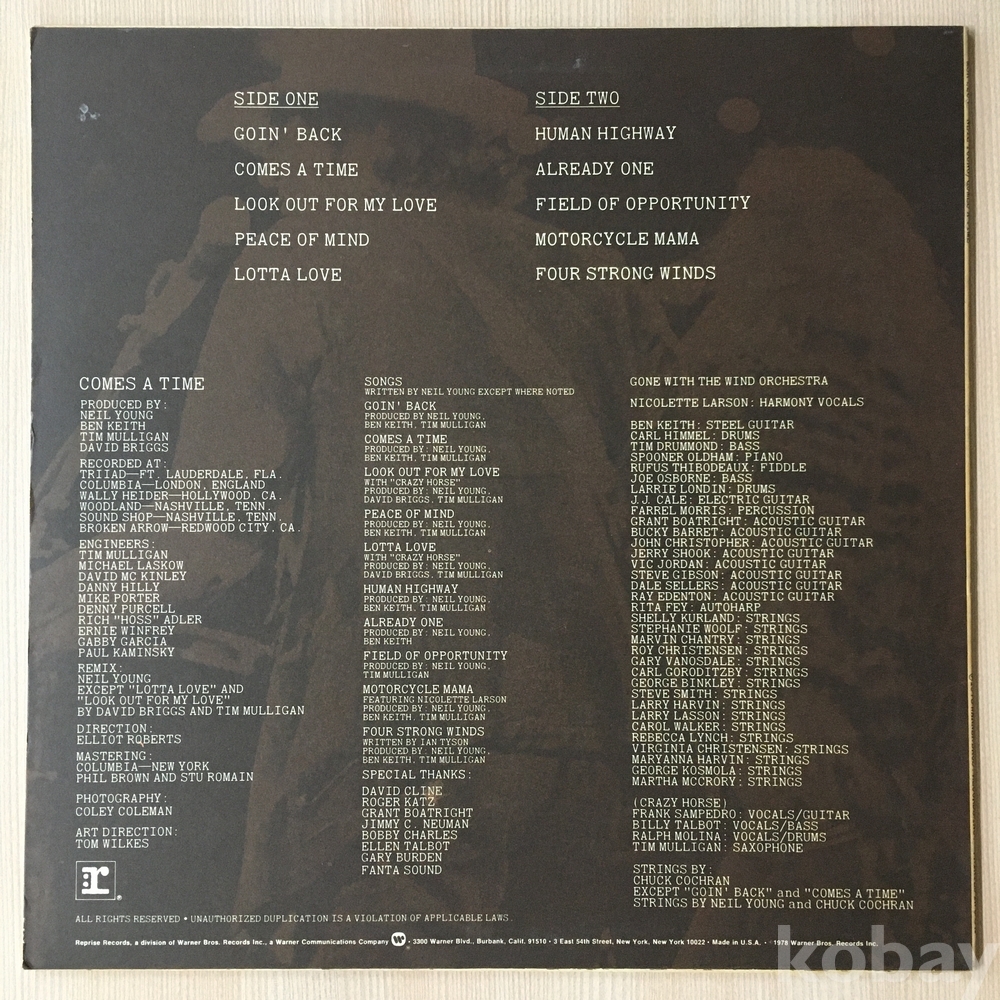 SIDE ONE
GOIN' BACK
COMES A TIME
LOOK OUT FOR MY LOVE
PEACE OF MIND
LOTTA LOVE
SIDE TWO
HUMAN HIGHWAY
ALREADY ONE
FIELD OF OPPORTUNITY
MOTORCYCLE MAMA
FOUR STRONG WINDS
COMES A TIME
PRODUCED BY:
NEIL YOUNG
BEN KEITH
TIM MULLIGAN
DAVID BRIGGS
RECORDED AT:
TRIIAD—FT. LAUDERDALE, FLA.
COLUMBIA—LONDON, ENGLAND
WALLY HEIDER—HOLLYWOOD, CA.
WOODLAND—NASHVILLE, TENN.
SOUND SHOP—NASHVILLE, TENN.
BROKEN ARROW—REDWOOD CITY, CA.
ENGINEERS:
TIM MULLIGAN
MICHAEL LASKOW
DAVID MC KINLEY
DANNY HILLY
MIKE PORTER
DENNY PURCELL
RICH "HOSS" ADLER
ERNIE WINFREY
GABBY GARCIA
PAUL KAMINSKY
REMIX:
NEIL YOUNG
EXCEPT "LOTTA LOVE" AND
"LOOK OUT FOR MY LOVE"
BY DAVID BRIGGS AND TIM MULLIGAN
DIRECTION:
ELLIOT ROBERTS
MASTERING:
COLUMBIA—NEW YORK
PHIL BROWN AND STU ROMAIN
PHOTOGRAPHY:
COLEY COLEMAN
ART DIRECTION:
TOM WILKES
SONGS
WRITTEN BY NEIL YOUNG EXCEPT WHERE NOTED
GOIN' BACK
PRODUCED BY: NEIL YOUNG,
BEN KEITH, TIM MULLIGAN
COMES A TIME
PRODUCED BY: NEIL YOUNG,
BEN KEITH, TIM MULLIGAN
LOOK OUT FOR MY LOVE
WITH "CRAZY HORSE"
PRODUCED BY: NEIL YOUNG,
DAVID BRIGGS, TIM MULLIGAN
PEACE OF MIND
PRODUCED BY: NEIL YOUNG,
BEN KEITH, TIM MULLIGAN
LOTTA LOVE
WITH "CRAZY HORSE"
PRODUCED BY: NEIL YOUNG,
DAVID BRIGGS, TIM MULLIGAN
HUMAN HIGHWAY
PRODUCED BY: NEIL YOUNG,
BEN KEITH, TIM MULLIGAN
ALREADY ONE
PRODUCED BY: NEIL YOUNG,
BEN KEITH
FIELD OF OPPORTUNITY
PRODUCED BY: NEIL YOUNG,
TIM MULLIGAN
MOTORCYCLE MAMA
FEATURING NICOLETTE LARSON
PRODUCED BY: NEIL YOUNG,
BEN KEITH, TIM MULLIGAN
FOUR STRONG WINDS
WRITTEN BY IAN TYSON
PRODUCED BY: NEIL YOUNG,
BEN KEITH, TIM MULLIGAN
SPECIAL THANKS:
DAVID CLINE
ROGER KATZ
GRANT BOATRIGHT
JIMMY C. NEUMAN
BOBBY CHARLES
ELLEN TALBOT
GARY BURDEN
FANTA SOUND
GONE WITH THE WIND ORCHESTRA
NICOLETTE LARSON: HARMONY VOCALS
BEN KEITH: STEEL GUITAR
CARL HIMMEL: DRUMS
TIM DRUMMOND: BASS
SPOONER OLDHAM: PIANO
RUFUS THIBODEAUX: FIDDLE
JOE OSBORNE: BASS
LARRIE LONDIN: DRUMS
J.J. CALE: ELECTRIC GUITAR
FARREL MORRIS: PERCUSSION
GRANT BOATRIGHT: ACOUSTIC GUITAR
BUCKY BARRET: ACOUSTIC GUITAR
JOHN CHRISTOPHER: ACOUSTIC GUITAR
JERRY SHOOK: ACOUSTIC GUITAR
VIC JORDAN: ACOUSTIC GUITAR
STEVE GIBSON: ACOUSTIC GUITAR
DALE SELLERS: ACOUSTIC GUITAR
RAY EDENTON: ACOUSTIC GUITAR
RITA FEY: AUTOHARP
SHELLY KURLAND: STRINGS
STEPHANIE WOOLF: STRINGS
MARVIN CHANTRY: STRINGS
ROY CHRISTENSEN: STRINGS
GARY VANOSDALE: STRINGS
CARL GORODITZBY: STRINGS
GEORGE BINKLEY: STRINGS
STEVE SMITH: STRINGS
LARRY HARVIN: STRINGS
LARRY LASSON: STRINGS
CAROL WALKER: STRINGS
REBECCA LYNCH: STRINGS
VIRGINIA CHRISTENSEN: STRINGS
MARYANNA HARVIN: STRINGS
GEORGE KOSMOLA: STRINGS
MARTHA MCCRORY: STRINGS
(CRAZY HORSE)
FRANK SAMPEDRO: VOCALS/GUITAR
BILLY TALBOT: VOCALS/BASS
RALPH MOLINA: VOCALS/DRUMS
TIM MULLIGAN: SAXOPHONE
STRINGS BY:
CHUCK COCHRAN
EXCEPT "GOIN' BACK" and "COMES A TIME"
STRINGS BY NEIL YOUNG and CHUCK COCHRAN
r®
ALL RIGHTS RESERVED • UNAUTHORIZED DUPLICATION IS A VIOLATION OF APPLICABLE LAWS.
Reprise Records, a division of Warner Bros. Records Inc., a Warner Communications Company • 3300 Warner Blvd., Burbank, Calif. 91510 • 3 East 54th Street, New York, New York 10022 • Made in U.S.A. • 1978 Warner Bros. Records Inc.
kobay